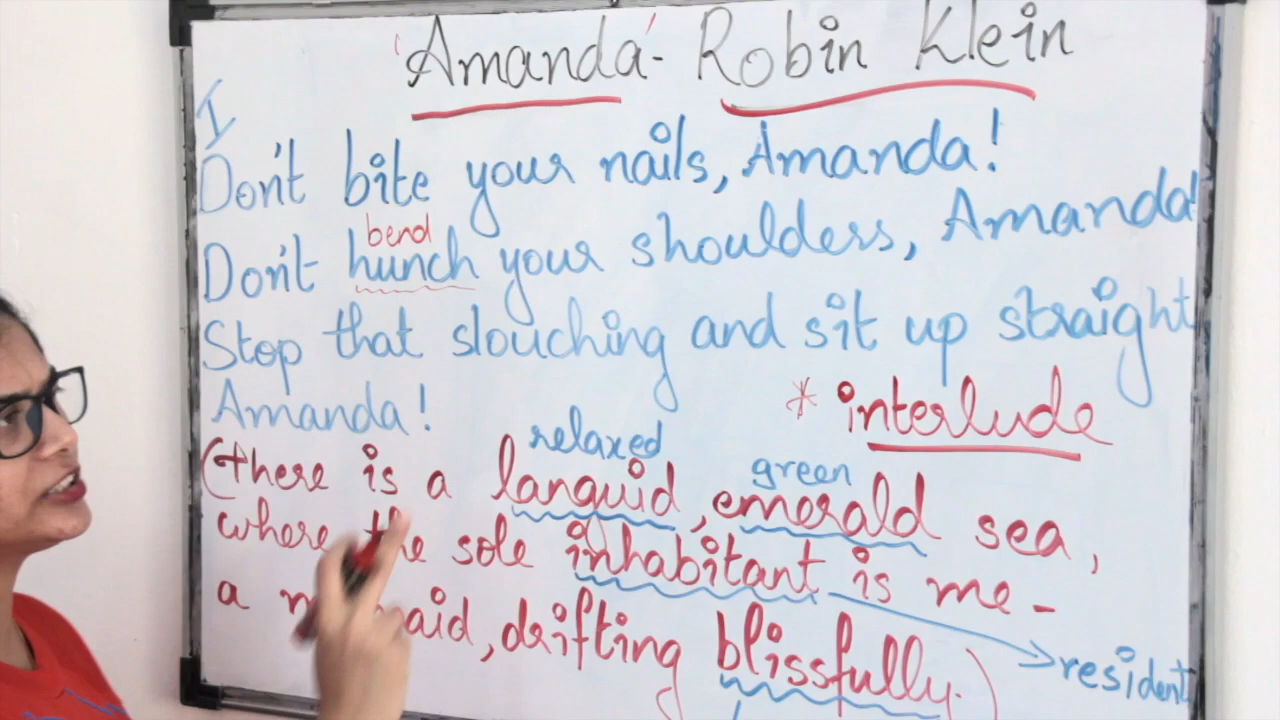 'Amanda' - Robin Klein
I
Don't bite your nails, Amanda!
bend
Don't hunch your shoulders, Amanda!
Stop that slouching and sit up straight
Amanda!
* interlude
relaxed
green
(There is a languid, emerald sea,
where the sole inhabitant is me -
a drifting blissfully.)
resident